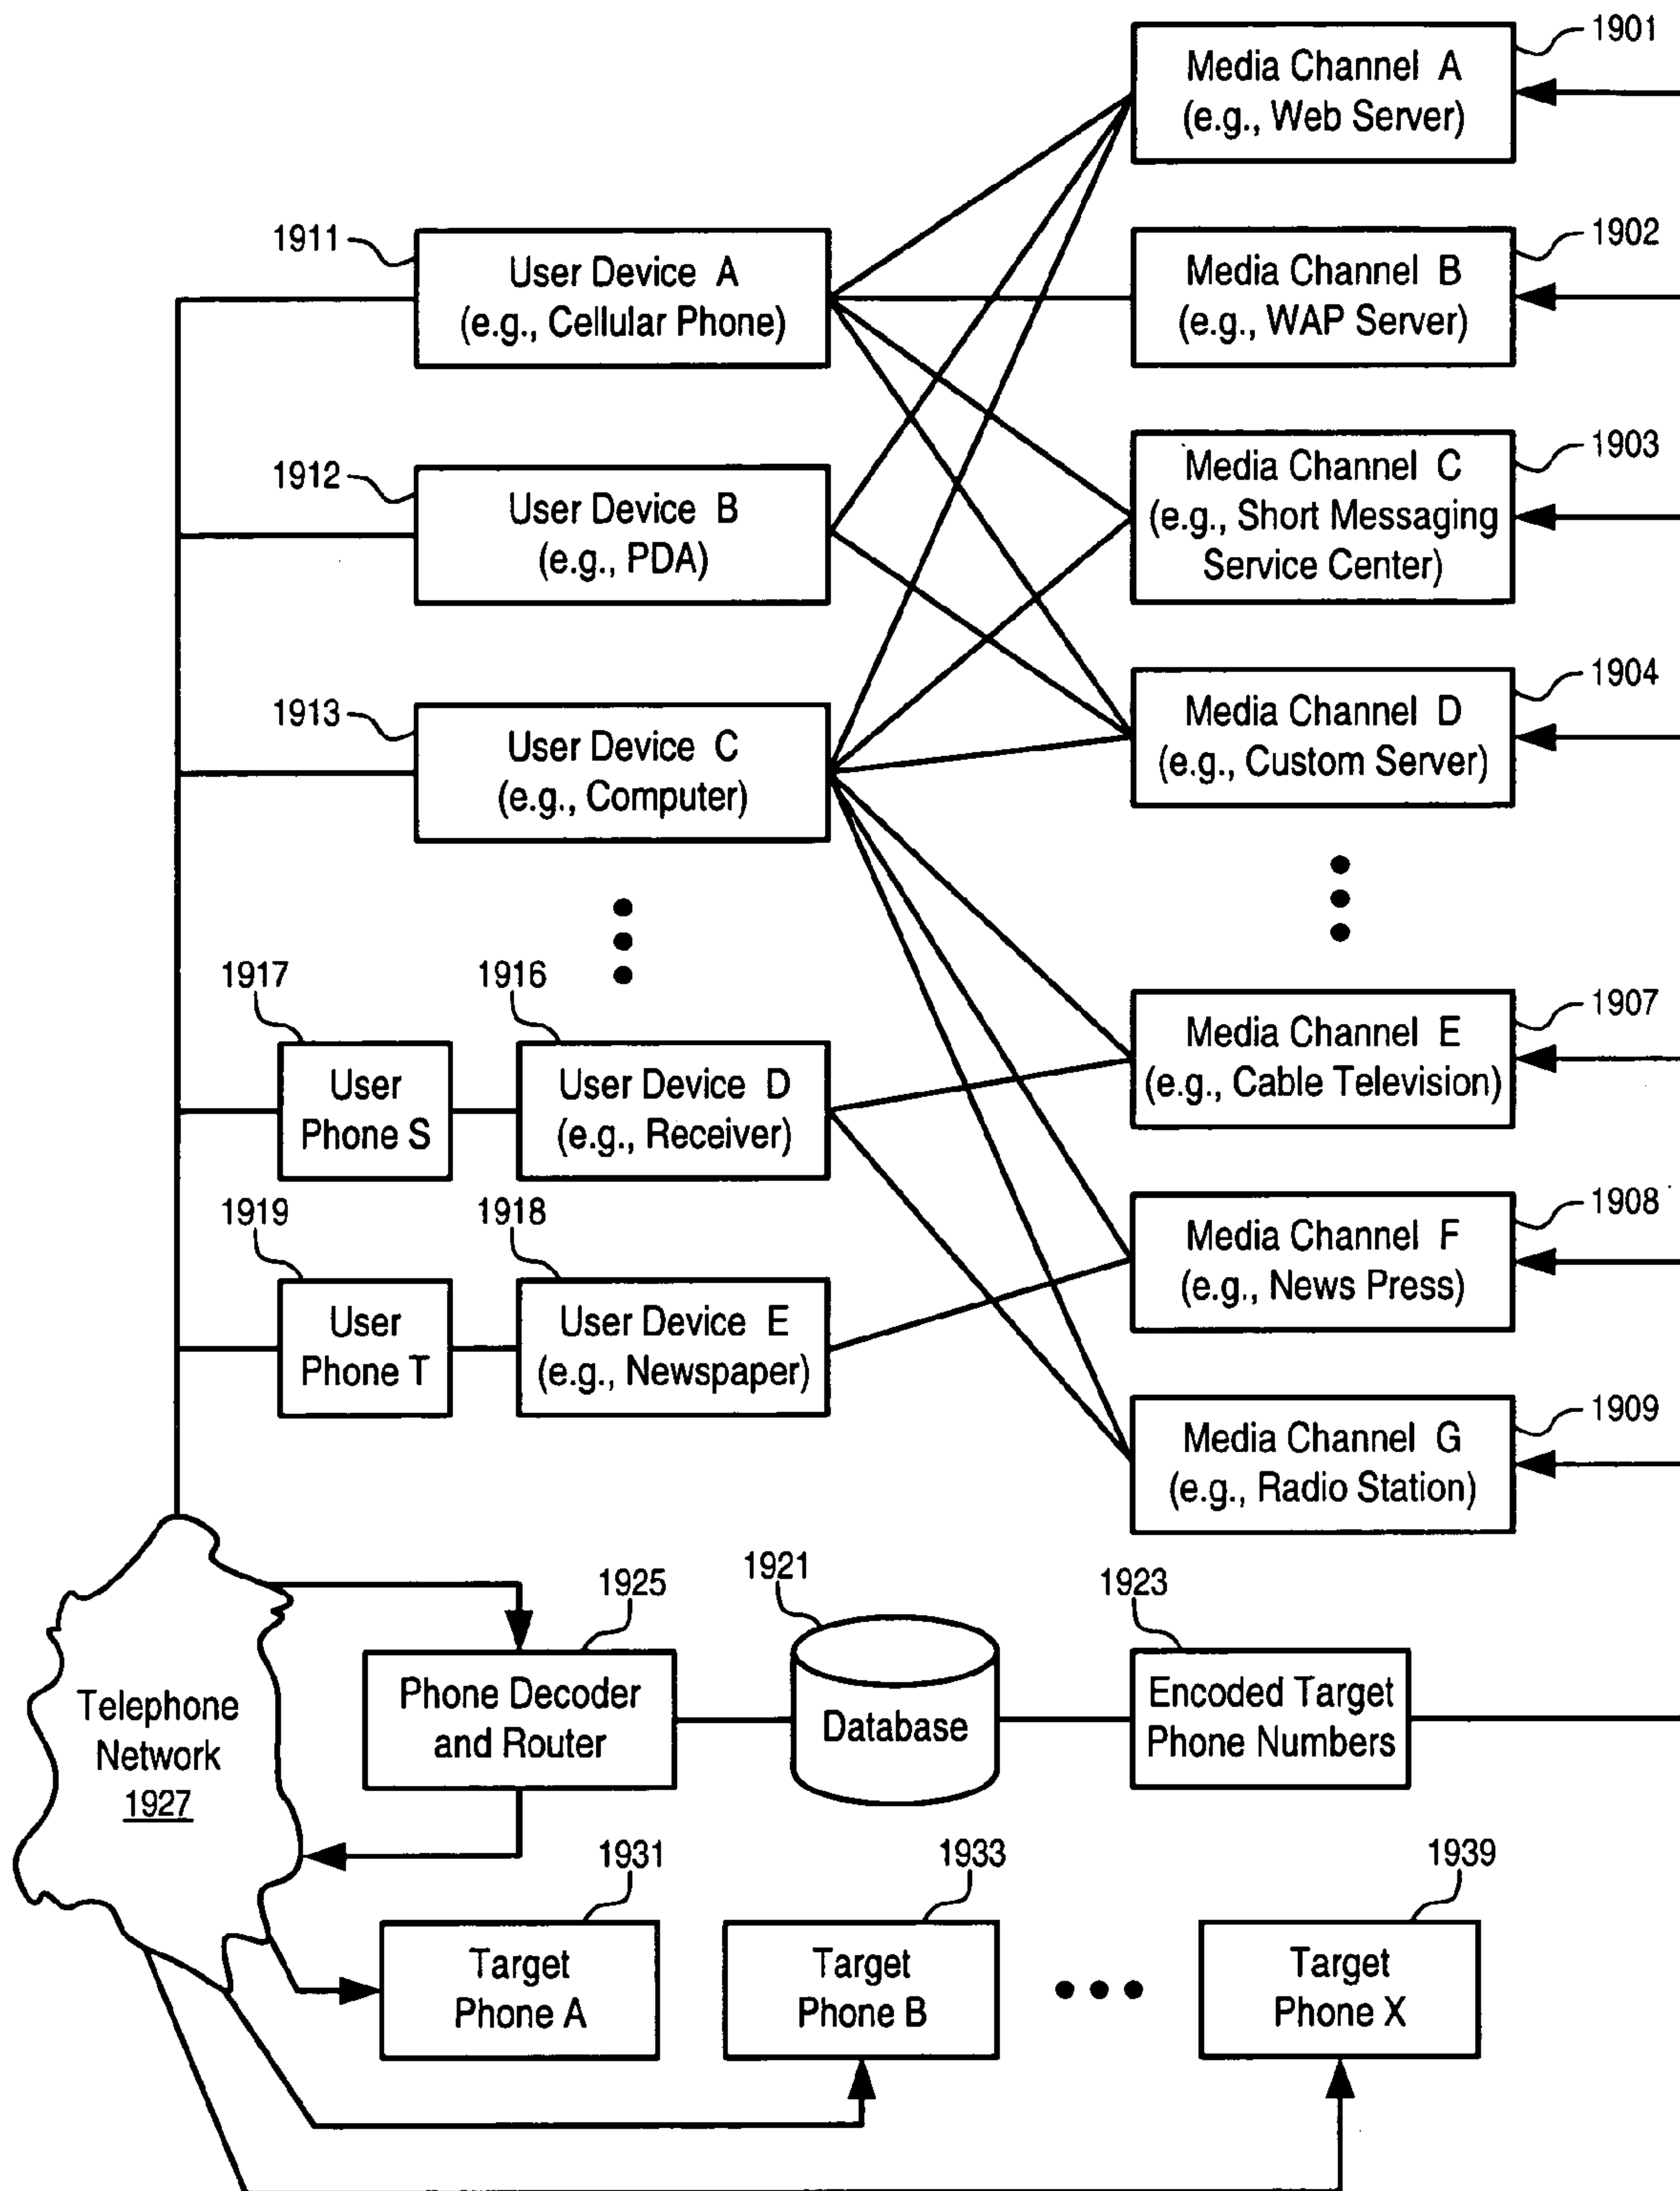 1901
Media Channel A
(e.g., Web Server)
1911
User Device A
(e.g., Cellular Phone)
1902
Media Channel B
(e.g., WAP Server)
1912
User Device B
(e.g., PDA)
1903
Media Channel C
(e.g., Short Messaging
Service Center)
1913
User Device C
(e.g., Computer)
1904
Media Channel D
(e.g., Custom Server)
1917
User
Phone S
1916
User Device D
(e.g., Receiver)
1907
Media Channel E
(e.g., Cable Television)
1919
User
Phone T
1918
User Device E
(e.g., Newspaper)
1908
Media Channel F
(e.g., News Press)
1909
Media Channel G
(e.g., Radio Station)
Telephone
Network
1927
1925
Phone Decoder
and Router
1921
Database
1923
Encoded Target
Phone Numbers
1931
Target
Phone A
1933
Target
Phone B
1939
Target
Phone X